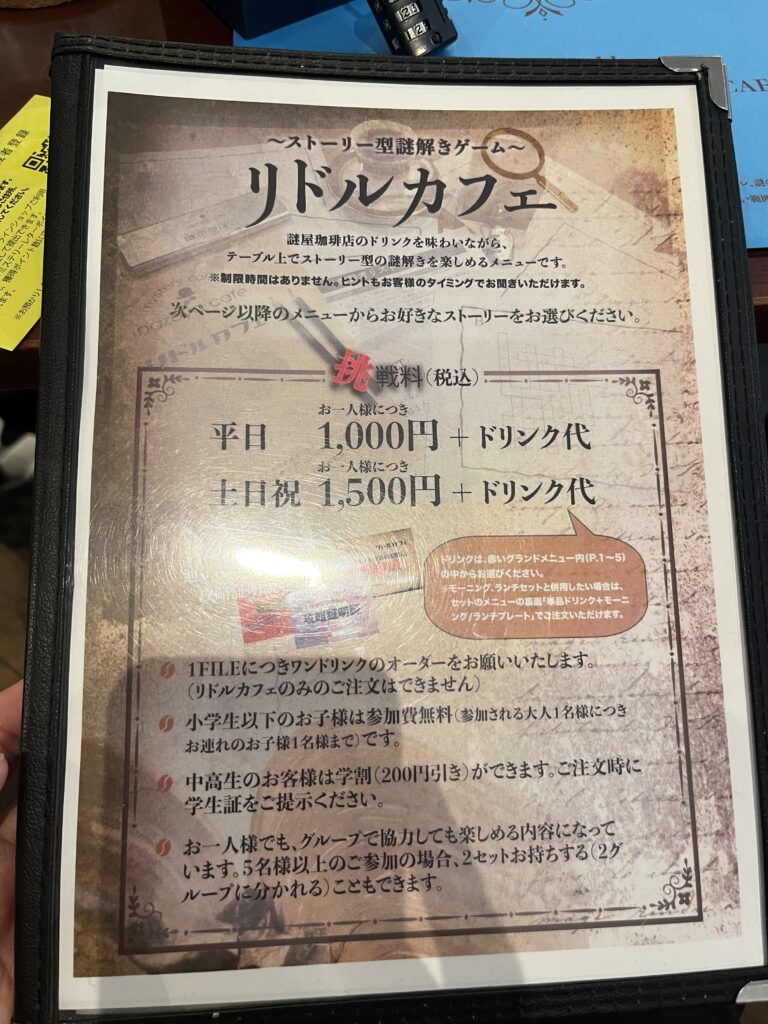 ～ストーリー型謎解きゲーム～
リドルカフェ
謎屋珈琲店のドリンクを味わいながら、
テーブル上でストーリー型の謎解きを楽しめるメニューです。
※制限時間はありません。ヒントもお客様のタイミングでお聞きいただけます。
次ページ以降のメニューからお好きなストーリーをお選びください。
挑戦料(税込)
お一人様につき
平日 1,000円 + ドリンク代
お一人様につき
土日祝 1,500円 + ドリンク代
ドリンクは、赤いグランドメニュー内(P.1～5)
の中からお選びください。
※モーニング、ランチセットと併用したい場合は、
セットのメニューの裏面「単品ドリンク+モーニ
ング/ランチプレート」でご注文いただけます。
攻略証明証
1FILEにつきワンドリンクのオーダーをお願いいたします。
(リドルカフェのみのご注文はできません)
小学生以下のお子様は参加費無料(参加される大人1名様につき
お連れのお子様1名様まで)です。
中高生のお客様は学割(200円引き)ができます。ご注文時に
学生証をご提示ください。
お一人様でも、グループで協力しても楽しめる内容になって
います。5名様以上のご参加の場合、2セットお持ちする(2グ
ループに分かれる)こともできます。